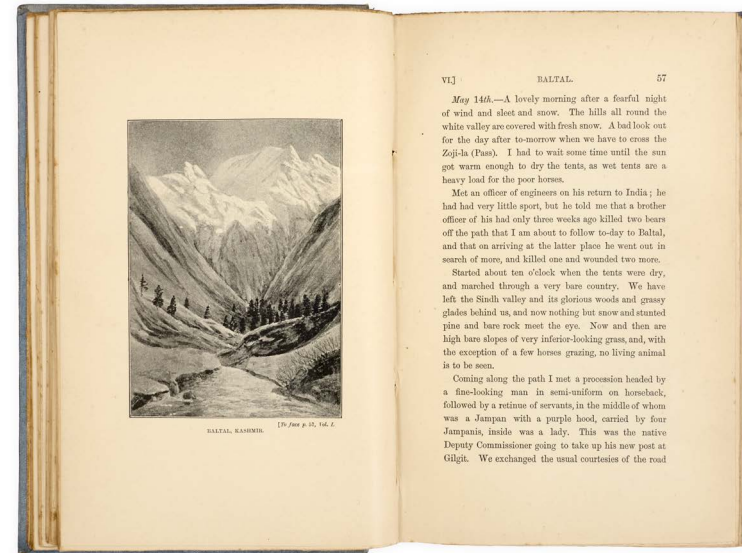 [To face p. 57, Vol. I.
BALTAL, KASHMIR.
VI.] BALTAL. 57
May 14th.—A lovely morning after a fearful night
of wind and sleet and snow. The hills all round the
white valley are covered with fresh snow. A bad look out
for the day after to-morrow when we have to cross the
Zoji-la (Pass). I had to wait some time until the sun
got warm enough to dry the tents, as wet tents are a
heavy load for the poor horses.
Met an officer of engineers on his return to India; he
had had very little sport, but he told me that a brother
officer of his had only three weeks ago killed two bears
off the path that I am about to follow to-day to Baltal,
and that on arriving at the latter place he went out in
search of more, and killed one and wounded two more.
Started about ten o'clock when the tents were dry,
and marched through a very bare country. We have
left the Sindh valley and its glorious woods and grassy
glades behind us, and now nothing but snow and stunted
pine and bare rock meet the eye. Now and then are
high bare slopes of very inferior-looking grass, and, with
the exception of a few horses grazing, no living animal
is to be seen.
Coming along the path I met a procession headed by
a fine-looking man in semi-uniform on horseback,
followed by a retinue of servants, in the middle of whom
was a Jampan with a purple hood, carried by four
Jampanis, inside was a lady. This was the native
Deputy Commissioner going to take up his new post at
Gilgit. We exchanged the usual courtesies of the road